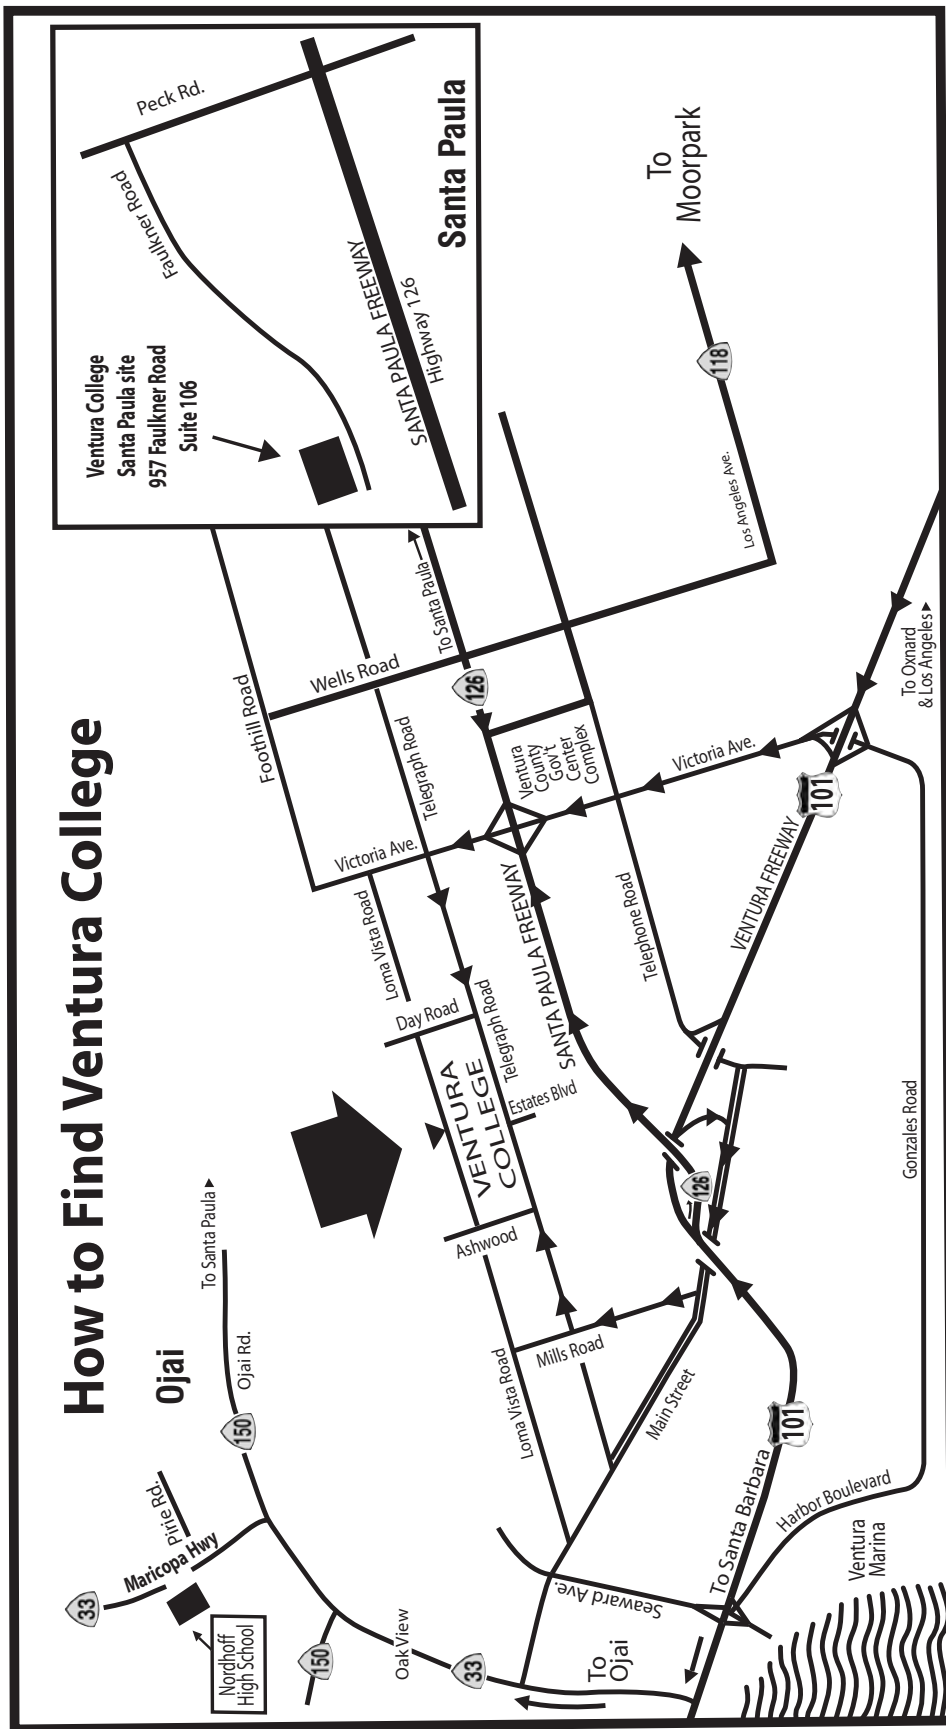 How to Find Ventura College
Ventura College
Santa Paula site
957 Faulkner Road
Suite 106
Peck Rd.
Faulkner Road
SANTA PAULA FREEWAY
Highway 126
Santa Paula
33
Maricopa Hwy
Pirie Rd.
Nordhoff
High School
150
Ojai
Ojai Rd.
To Santa Paula
150
Oak View
33
To
Ojai
Foothill Road
Wells Road
To Santa Paula
126
Telegraph Road
Victoria Ave.
Loma Vista Road
Day Road
VENTURA
COLLEGE
Telegraph Road
Estates Blvd
Ashwood
Loma Vista Road
Mills Road
Main Street
Seaward Ave.
To Santa Barbara
101
Harbor Boulevard
Ventura
Marina
Gonzales Road
126
SANTA PAULA FREEWAY
Ventura
County
Gov't
Center
Complex
Victoria Ave.
Telephone Road
VENTURA FREEWAY
101
To Oxnard
& Los Angeles
Los Angeles Ave.
118
To
Moorpark